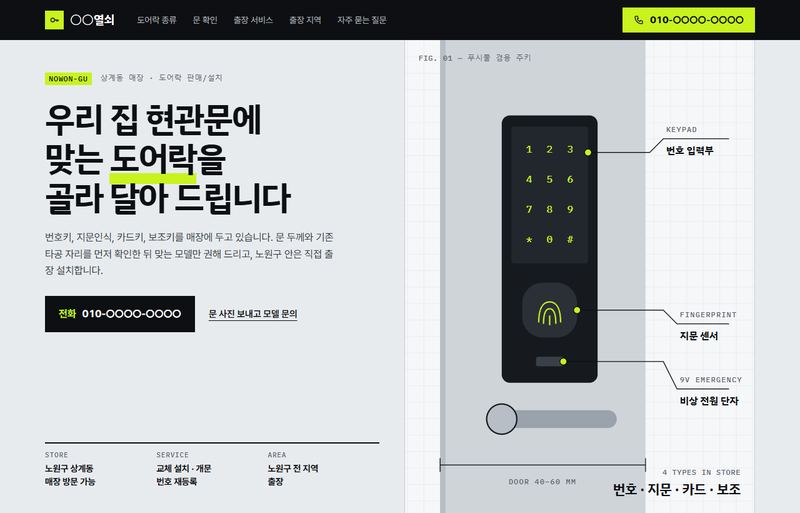 〇〇열쇠
도어락 종류
문 확인
출장 서비스
출장 지역
자주 묻는 질문
010-〇〇〇〇-〇〇〇〇
NOWON-GU
상계동 매장 · 도어락 판매/설치
우리 집 현관문에
맞는 도어락을
골라 달아 드립니다
번호키, 지문인식, 카드키, 보조키를 매장에 두고 있습니다. 문 두께와 기존
타공 자리를 먼저 확인한 뒤 맞는 모델만 권해 드리고, 노원구 안은 직접 출
장 설치합니다.
전화 010-〇〇〇〇-〇〇〇〇
문 사진 보내고 모델 문의
STORE
노원구 상계동
매장 방문 가능
SERVICE
교체 설치 · 개문
번호 재등록
AREA
노원구 전 지역
출장
FIG. 01 — 푸시풀 겸용 주키
1 2 3
4 5 6
7 8 9
* 0 #
KEYPAD
번호 입력부
FINGERPRINT
지문 센서
9V EMERGENCY
비상 전원 단자
DOOR 40–60 MM
4 TYPES IN STORE
번호 · 지문 · 카드 · 보조